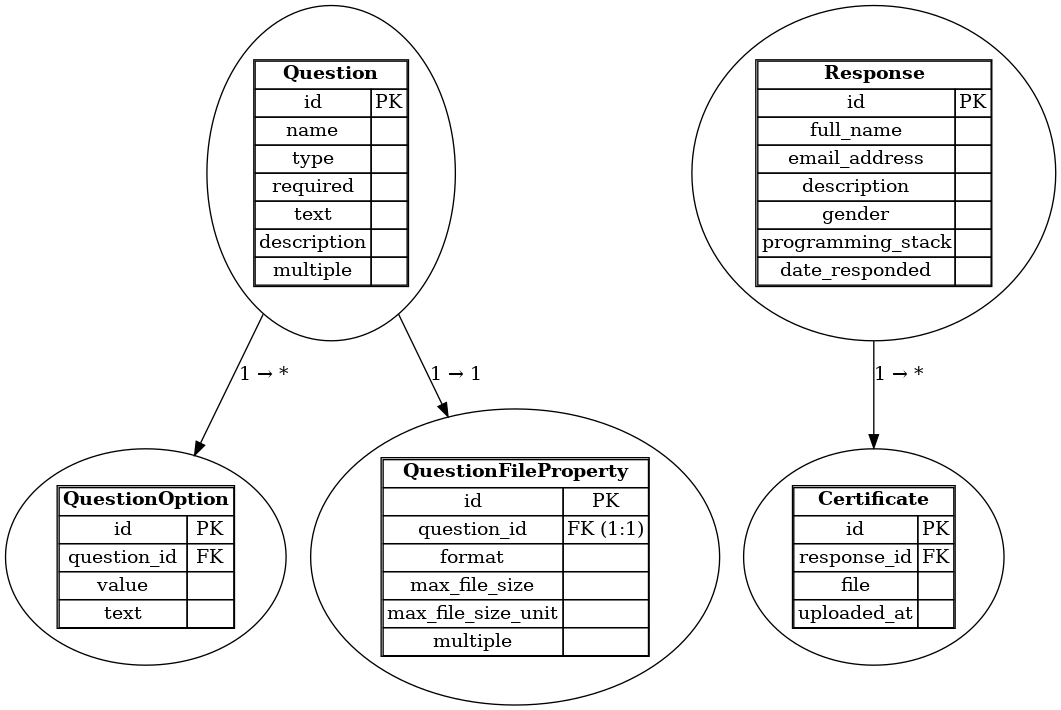 Question
id PK
name
type
required
text
description
multiple
Response
id PK
full_name
email_address
description
gender
programming_stack
date_responded
1 → *
1 → 1
1 → *
QuestionOption
id PK
question_id FK
value
text
QuestionFileProperty
id PK
question_id FK (1:1)
format
max_file_size
max_file_size_unit
multiple
Certificate
id PK
response_id FK
file
uploaded_at